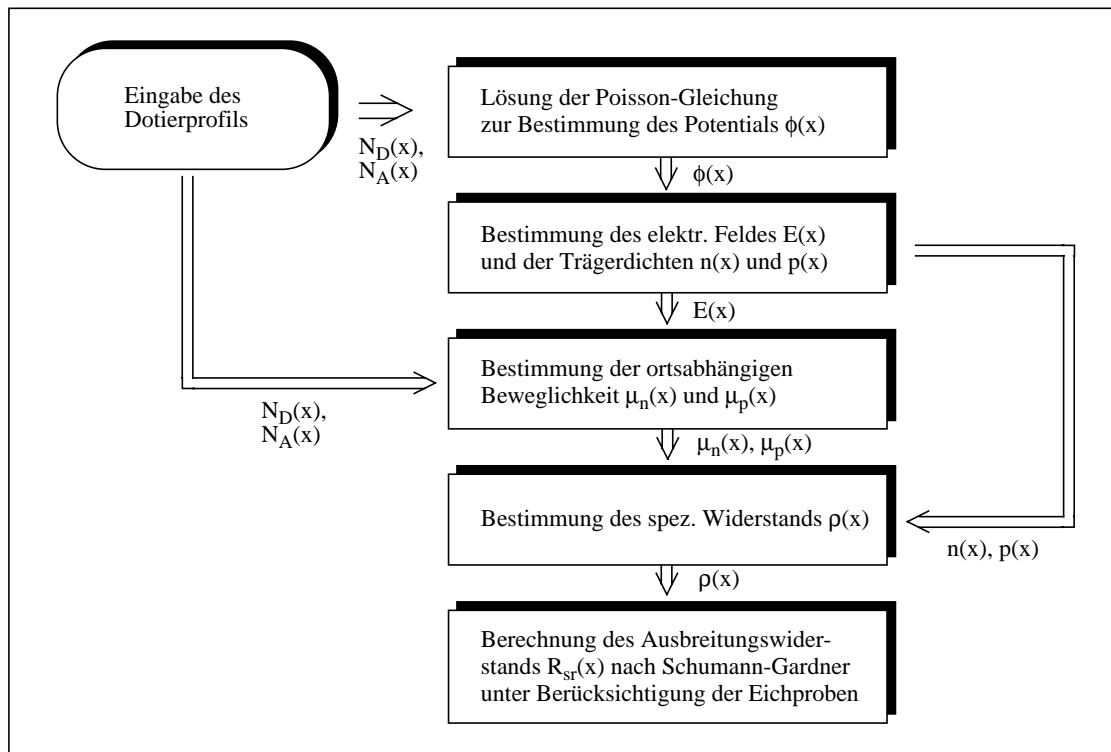 Eingabe des
Dotierprofils
N_D(x),
N_A(x)
Lösung der Poisson-Gleichung
zur Bestimmung des Potentials ϕ(x)
ϕ(x)
Bestimmung des elektr. Feldes E(x)
und der Trägerdichten n(x) und p(x)
E(x)
Bestimmung der ortsabhängigen
Beweglichkeit μ_n(x) und μ_p(x)
N_D(x),
N_A(x)
μ_n(x), μ_p(x)
Bestimmung des spez. Widerstands ρ(x)
n(x), p(x)
ρ(x)
Berechnung des Ausbreitungswider-
stands R_sr(x) nach Schumann-Gardner
unter Berücksichtigung der Eichproben